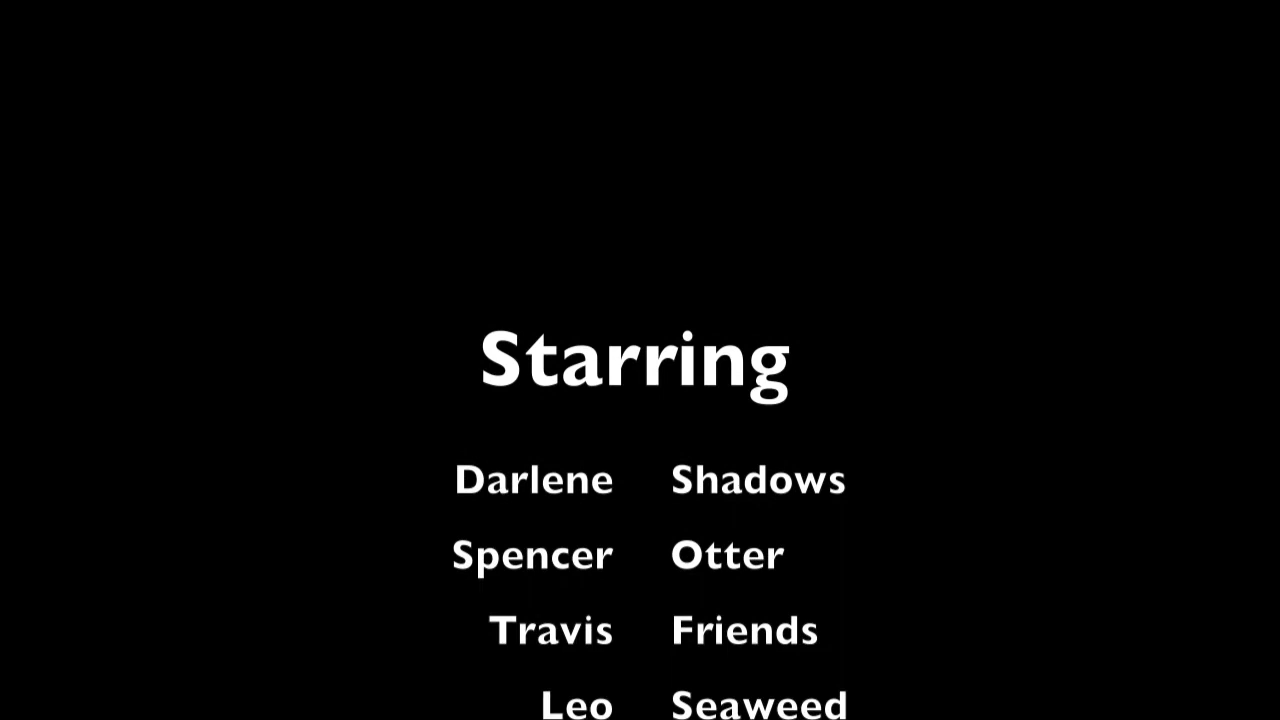 Starring
Darlene Shadows
Spencer Otter
Travis Friends
Leo Seaweed